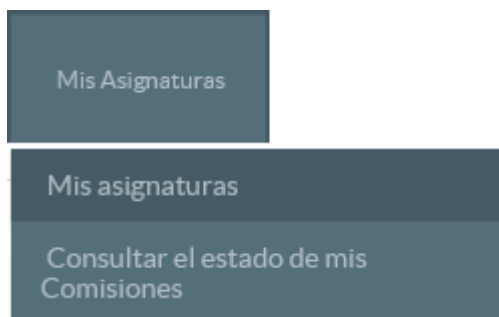 Mis Asignaturas
Mis asignaturas
Consultar el estado de mis
Comisiones